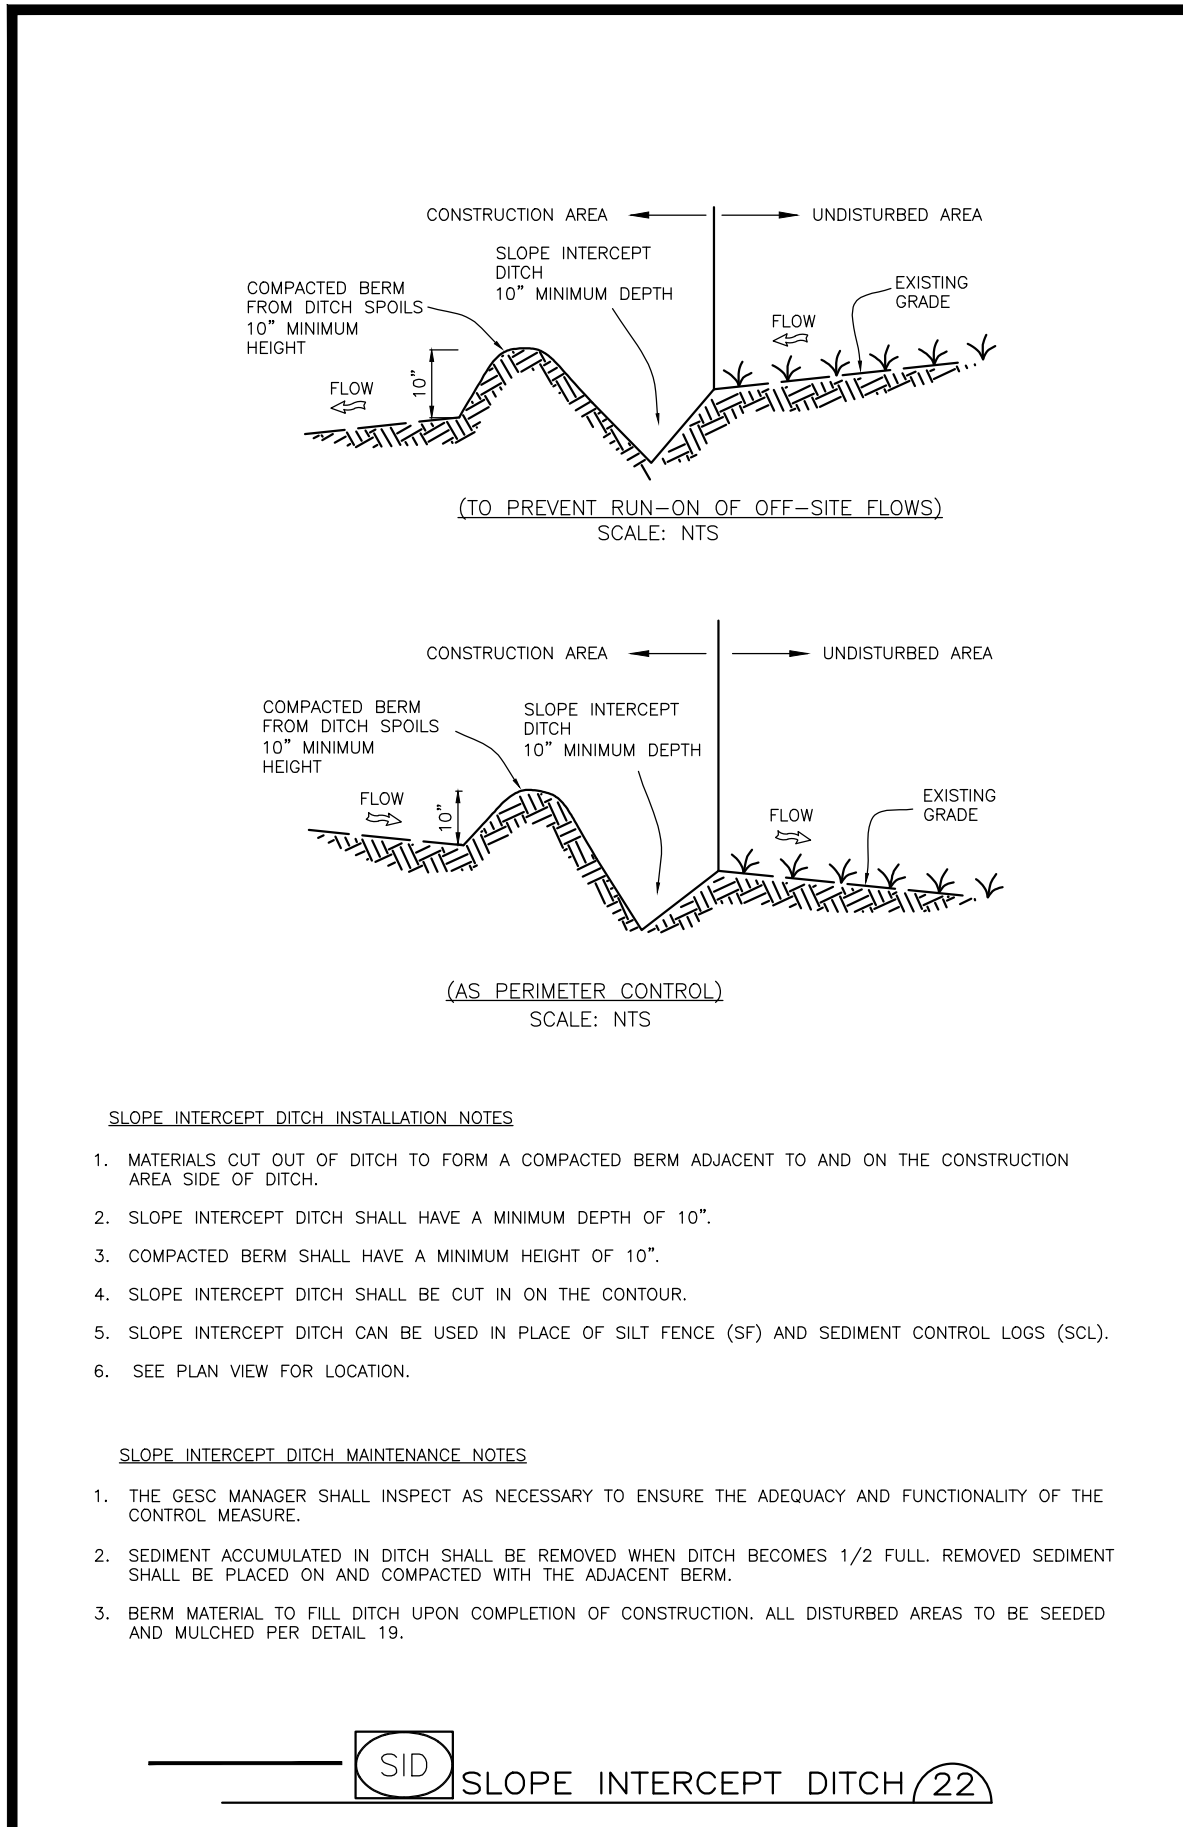 CONSTRUCTION AREA
UNDISTURBED AREA
SLOPE INTERCEPT
DITCH
10" MINIMUM DEPTH
COMPACTED BERM
FROM DITCH SPOILS
10" MINIMUM
HEIGHT
EXISTING
GRADE
FLOW
FLOW
10"
(TO PREVENT RUN-ON OF OFF-SITE FLOWS)
SCALE: NTS
CONSTRUCTION AREA
UNDISTURBED AREA
COMPACTED BERM
FROM DITCH SPOILS
10" MINIMUM
HEIGHT
SLOPE INTERCEPT
DITCH
10" MINIMUM DEPTH
FLOW
10"
FLOW
EXISTING
GRADE
(AS PERIMETER CONTROL)
SCALE: NTS
SLOPE INTERCEPT DITCH INSTALLATION NOTES
1. MATERIALS CUT OUT OF DITCH TO FORM A COMPACTED BERM ADJACENT TO AND ON THE CONSTRUCTION
AREA SIDE OF DITCH.
2. SLOPE INTERCEPT DITCH SHALL HAVE A MINIMUM DEPTH OF 10".
3. COMPACTED BERM SHALL HAVE A MINIMUM HEIGHT OF 10".
4. SLOPE INTERCEPT DITCH SHALL BE CUT IN ON THE CONTOUR.
5. SLOPE INTERCEPT DITCH CAN BE USED IN PLACE OF SILT FENCE (SF) AND SEDIMENT CONTROL LOGS (SCL).
6. SEE PLAN VIEW FOR LOCATION.
SLOPE INTERCEPT DITCH MAINTENANCE NOTES
1. THE GESC MANAGER SHALL INSPECT AS NECESSARY TO ENSURE THE ADEQUACY AND FUNCTIONALITY OF THE
CONTROL MEASURE.
2. SEDIMENT ACCUMULATED IN DITCH SHALL BE REMOVED WHEN DITCH BECOMES 1/2 FULL. REMOVED SEDIMENT
SHALL BE PLACED ON AND COMPACTED WITH THE ADJACENT BERM.
3. BERM MATERIAL TO FILL DITCH UPON COMPLETION OF CONSTRUCTION. ALL DISTURBED AREAS TO BE SEEDED
AND MULCHED PER DETAIL 19.
SID
SLOPE INTERCEPT DITCH 22